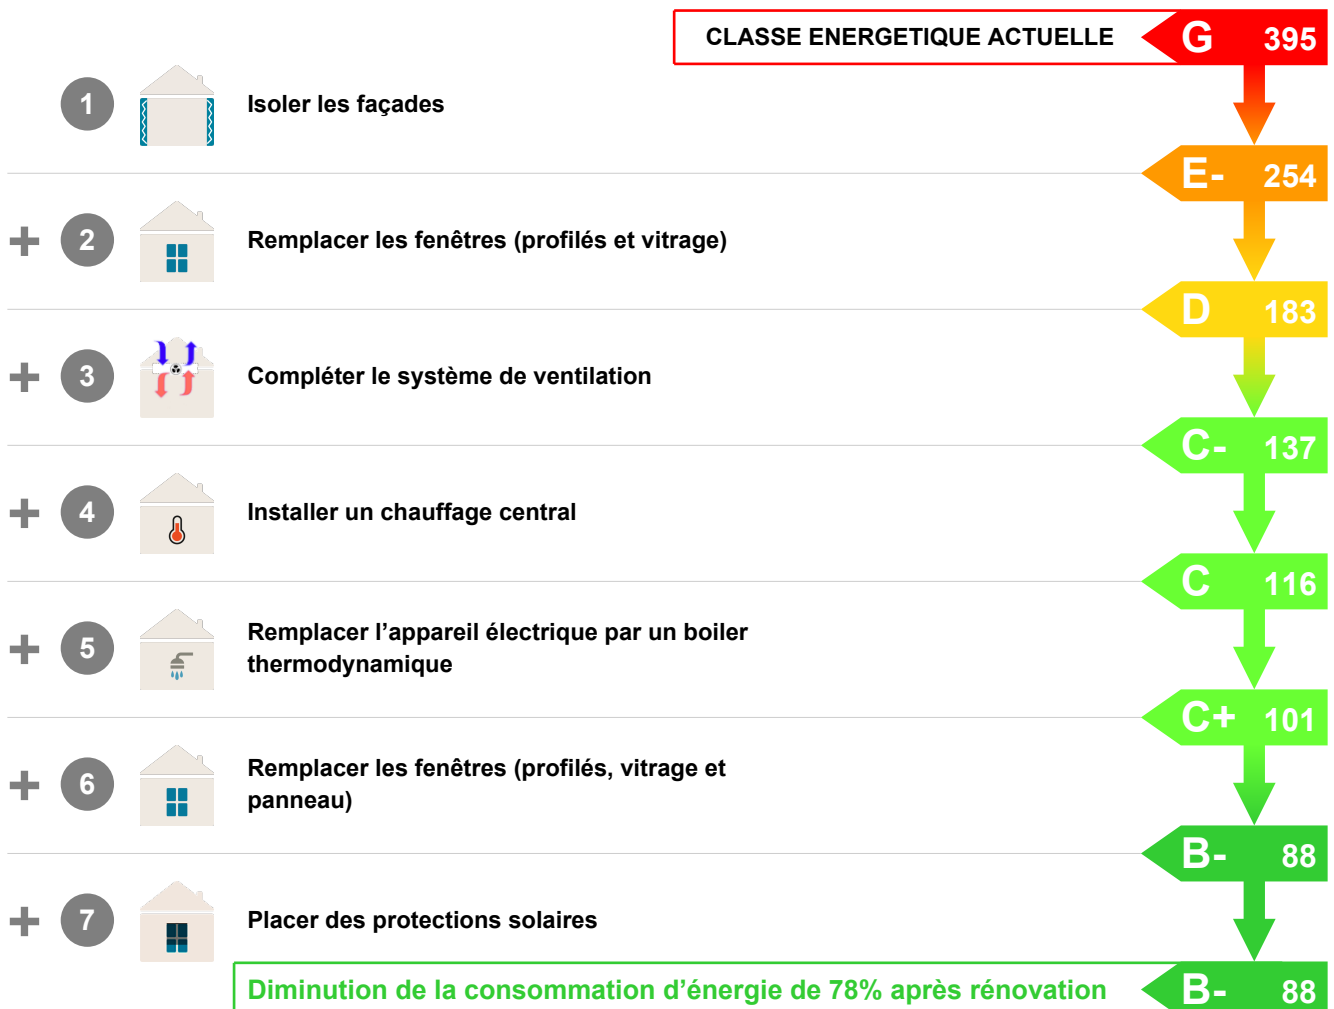 CLASSE ENERGETIQUE ACTUELLE G 395
1 Isoler les façades
E- 254
+ 2 Remplacer les fenêtres (profilés et vitrage)
D 183
+ 3 Compléter le système de ventilation
C- 137
+ 4 Installer un chauffage central
C 116
+ 5 Remplacer l’appareil électrique par un boiler
thermodynamique
C+ 101
+ 6 Remplacer les fenêtres (profilés, vitrage et
panneau)
B- 88
+ 7 Placer des protections solaires
Diminution de la consommation d’énergie de 78% après rénovation B- 88